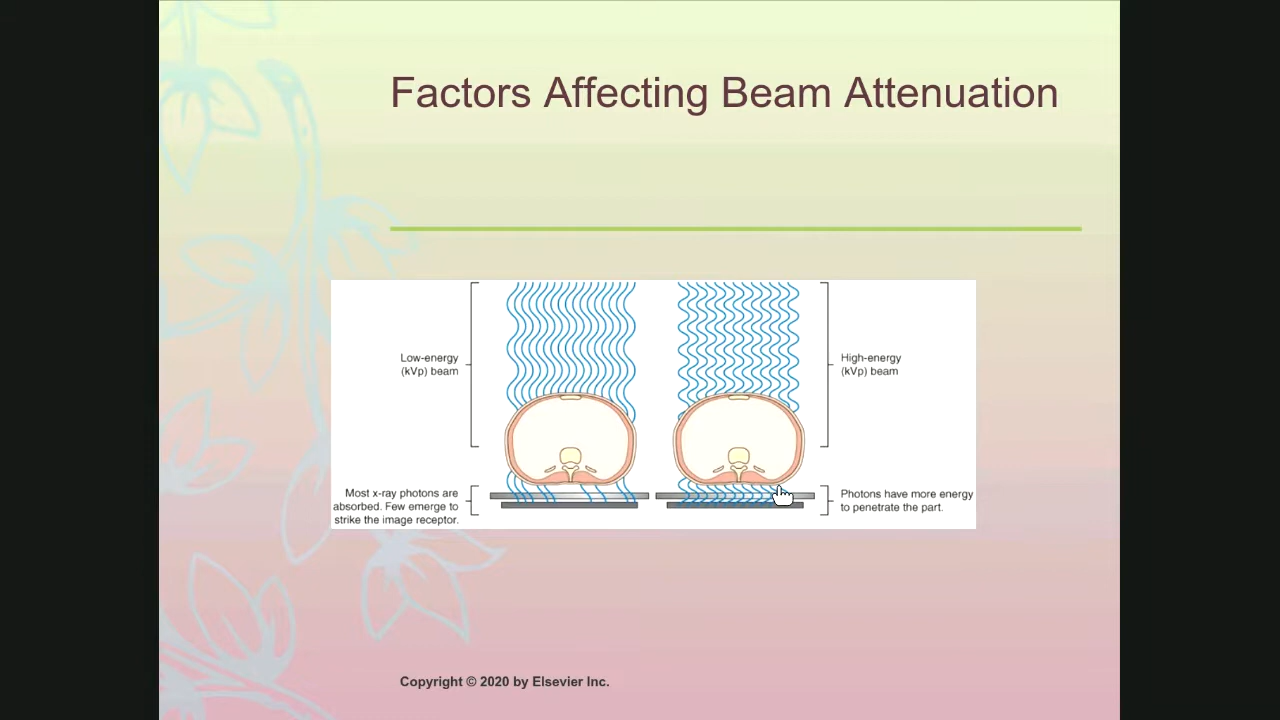 Factors Affecting Beam Attenuation
Low-energy
(kVp) beam
High-energy
(kVp) beam
Most x-ray photons are
absorbed. Few emerge to
strike the image receptor.
Photons have more energy
to penetrate the part.
Copyright © 2020 by Elsevier Inc.